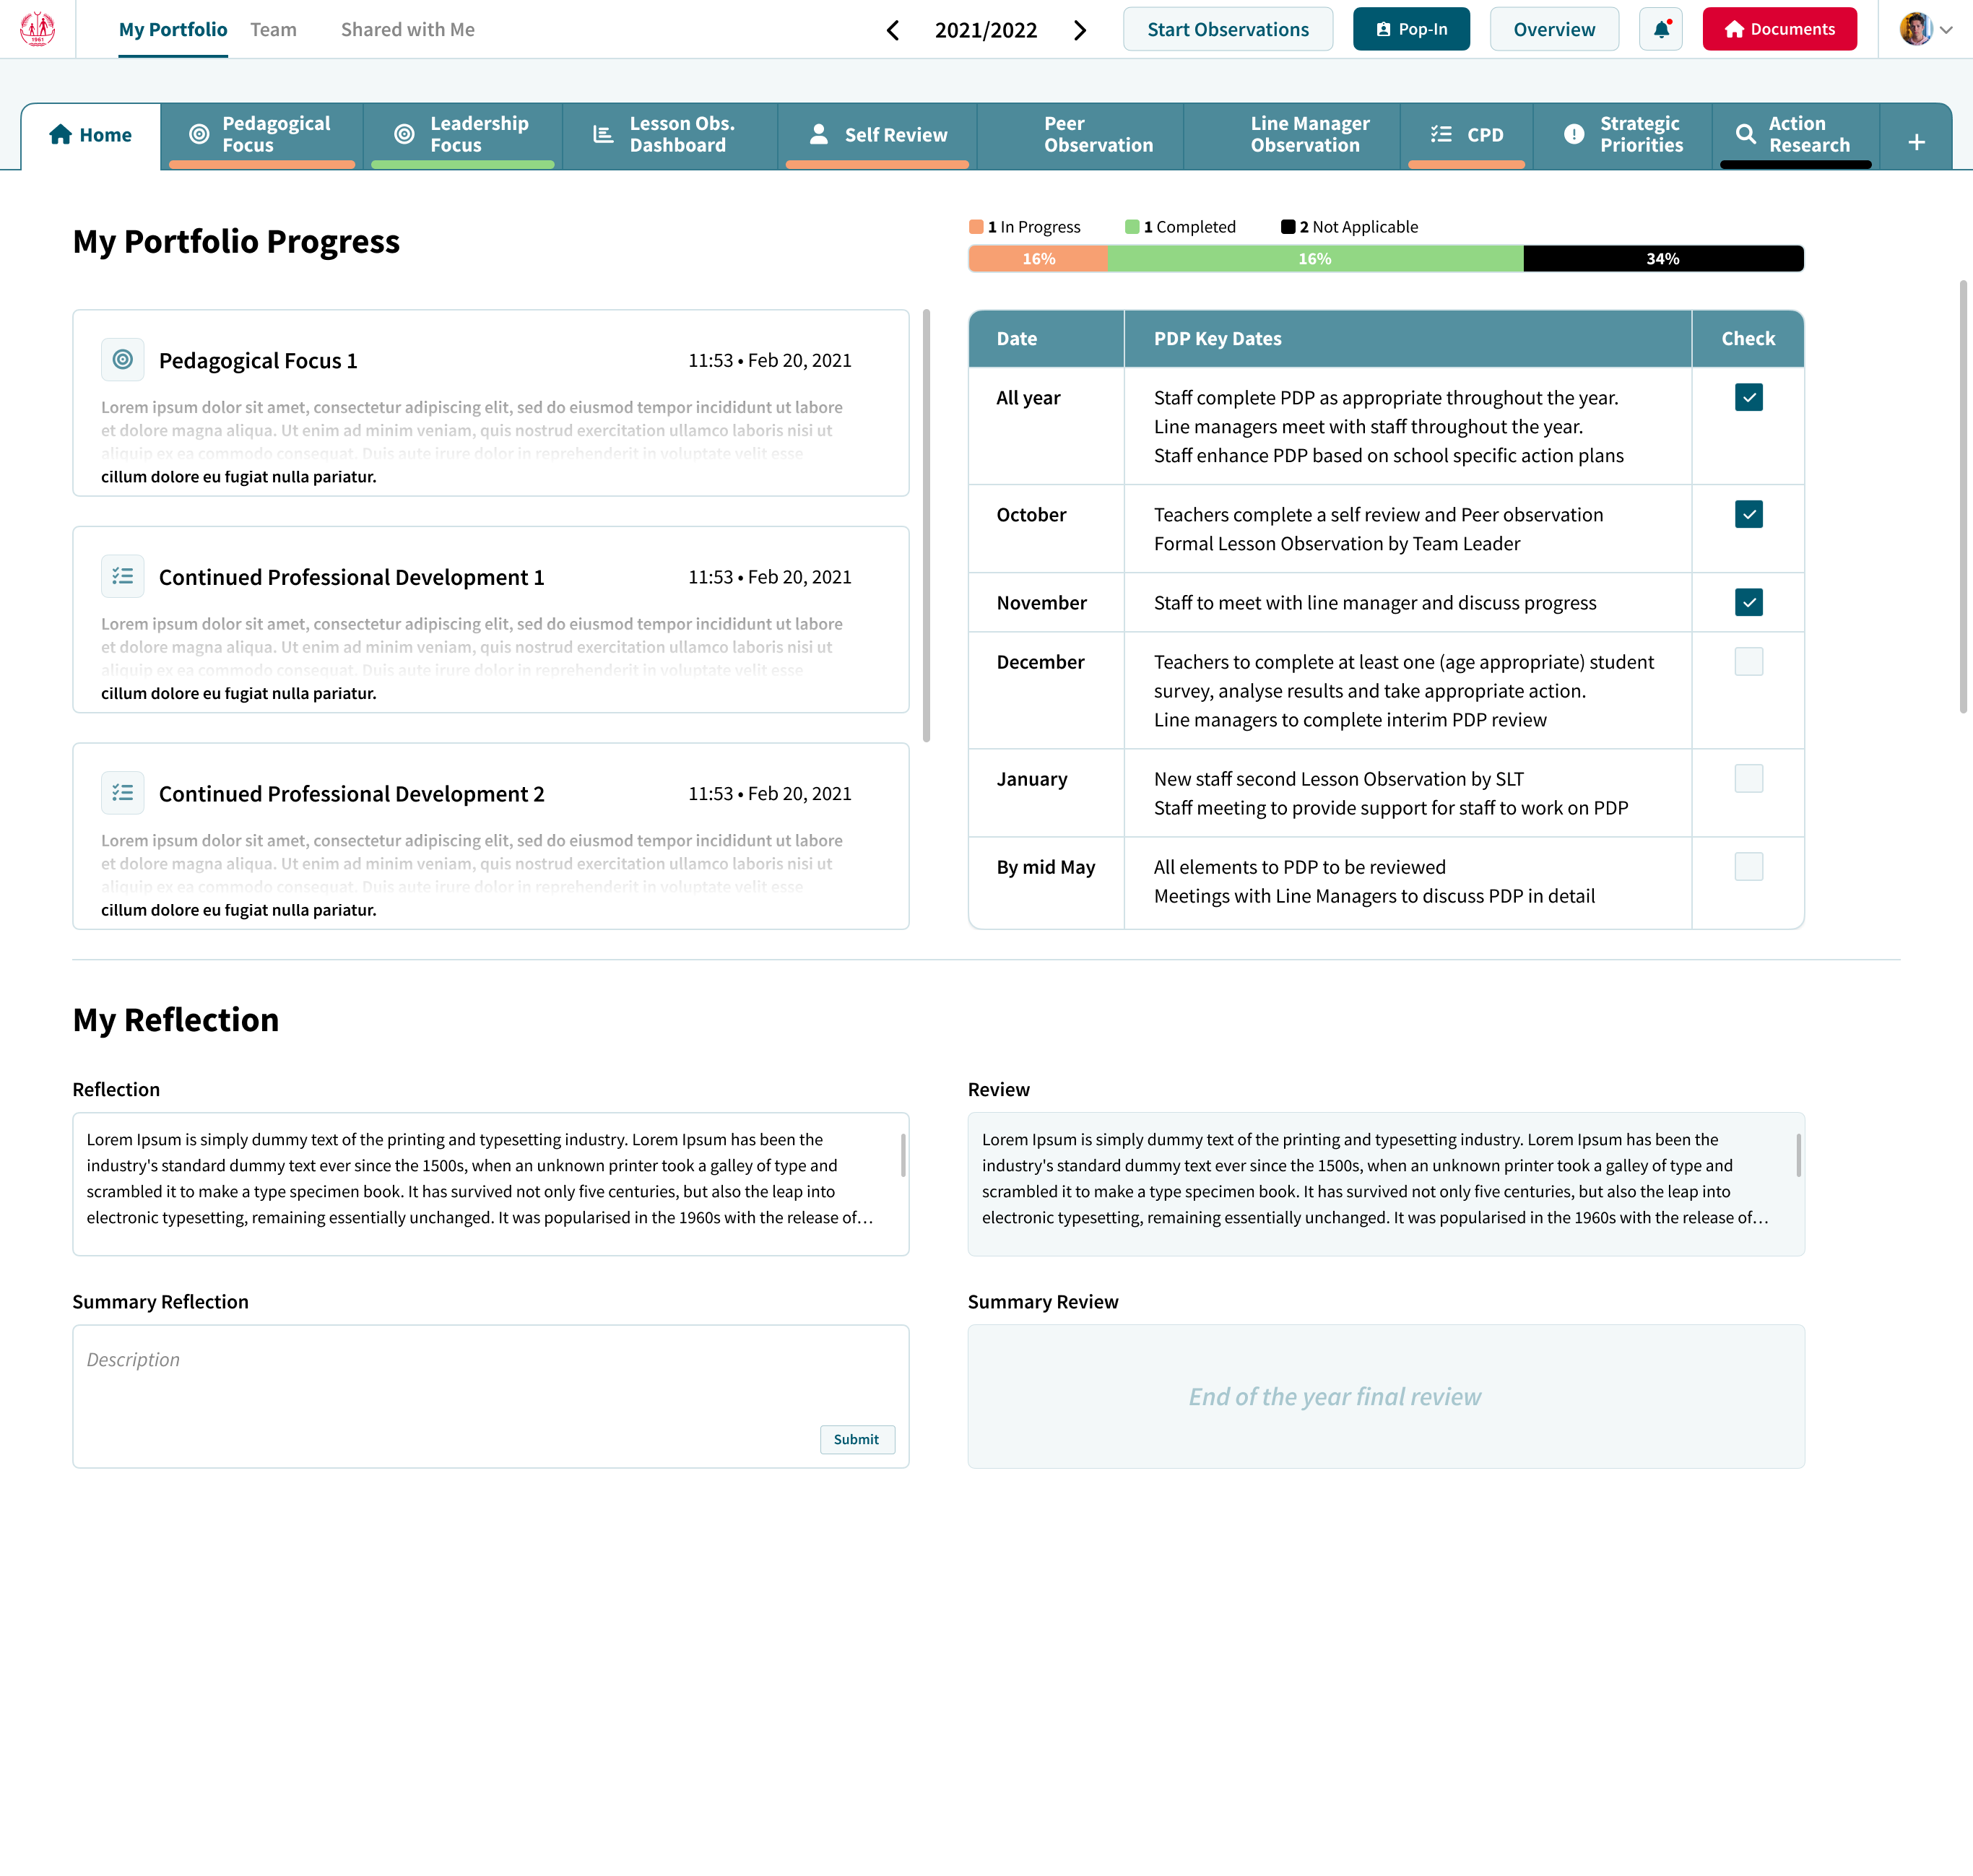 1961
My Portfolio
Team
Shared with Me
2021/2022
Start Observations
Pop-In
Overview
Documents
Home
Pedagogical
Focus
Leadership
Focus
Lesson Obs.
Dashboard
Self Review
Peer
Observation
Line Manager
Observation
CPD
Strategic
Priorities
Action
Research
+
My Portfolio Progress
1 In Progress
1 Completed
2 Not Applicable
16%
16%
34%
Pedagogical Focus 1
11:53 • Feb 20, 2021
Lorem ipsum dolor sit amet, consectetur adipiscing elit, sed do eiusmod tempor incididunt ut labore
et dolore magna aliqua. Ut enim ad minim veniam, quis nostrud exercitation ullamco laboris nisi ut
aliquip ex ea commodo consequat. Duis aute irure dolor in reprehenderit in voluptate velit esse
cillum dolore eu fugiat nulla pariatur.
Continued Professional Development 1
11:53 • Feb 20, 2021
Lorem ipsum dolor sit amet, consectetur adipiscing elit, sed do eiusmod tempor incididunt ut labore
et dolore magna aliqua. Ut enim ad minim veniam, quis nostrud exercitation ullamco laboris nisi ut
aliquip ex ea commodo consequat. Duis aute irure dolor in reprehenderit in voluptate velit esse
cillum dolore eu fugiat nulla pariatur.
Continued Professional Development 2
11:53 • Feb 20, 2021
Lorem ipsum dolor sit amet, consectetur adipiscing elit, sed do eiusmod tempor incididunt ut labore
et dolore magna aliqua. Ut enim ad minim veniam, quis nostrud exercitation ullamco laboris nisi ut
aliquip ex ea commodo consequat. Duis aute irure dolor in reprehenderit in voluptate velit esse
cillum dolore eu fugiat nulla pariatur.
Date
PDP Key Dates
Check
All year
Staff complete PDP as appropriate throughout the year.
Line managers meet with staff throughout the year.
Staff enhance PDP based on school specific action plans
October
Teachers complete a self review and Peer observation
Formal Lesson Observation by Team Leader
November
Staff to meet with line manager and discuss progress
December
Teachers to complete at least one (age appropriate) student
survey, analyse results and take appropriate action.
Line managers to complete interim PDP review
January
New staff second Lesson Observation by SLT
Staff meeting to provide support for staff to work on PDP
By mid May
All elements to PDP to be reviewed
Meetings with Line Managers to discuss PDP in detail
My Reflection
Reflection
Lorem Ipsum is simply dummy text of the printing and typesetting industry. Lorem Ipsum has been the
industry's standard dummy text ever since the 1500s, when an unknown printer took a galley of type and
scrambled it to make a type specimen book. It has survived not only five centuries, but also the leap into
electronic typesetting, remaining essentially unchanged. It was popularised in the 1960s with the release of…
Review
Lorem Ipsum is simply dummy text of the printing and typesetting industry. Lorem Ipsum has been the
industry's standard dummy text ever since the 1500s, when an unknown printer took a galley of type and
scrambled it to make a type specimen book. It has survived not only five centuries, but also the leap into
electronic typesetting, remaining essentially unchanged. It was popularised in the 1960s with the release of…
Summary Reflection
Description
Submit
Summary Review
End of the year final review